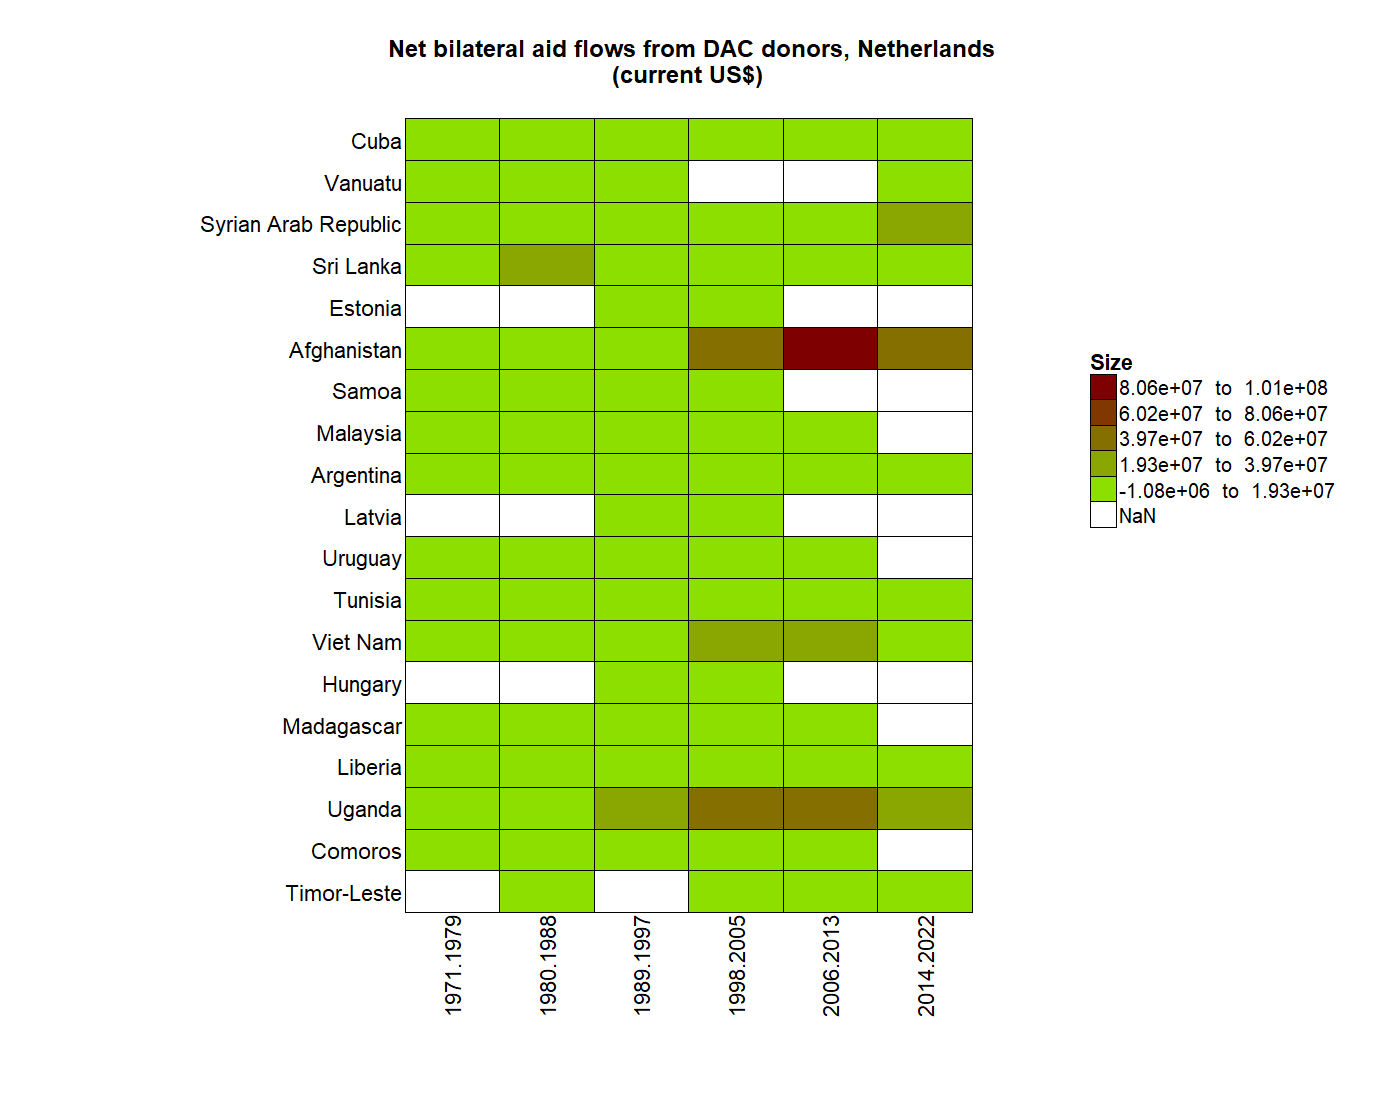 Net bilateral aid flows from DAC donors, Netherlands
(current US$)
Cuba
Vanuatu
Syrian Arab Republic
Sri Lanka
Estonia
Afghanistan
Samoa
Malaysia
Argentina
Latvia
Uruguay
Tunisia
Viet Nam
Hungary
Madagascar
Liberia
Uganda
Comoros
Timor-Leste
1971.1979
1980.1988
1989.1997
1998.2005
2006.2013
2014.2022
Size
8.06e+07 to 1.01e+08
6.02e+07 to 8.06e+07
3.97e+07 to 6.02e+07
1.93e+07 to 3.97e+07
-1.08e+06 to 1.93e+07
NaN